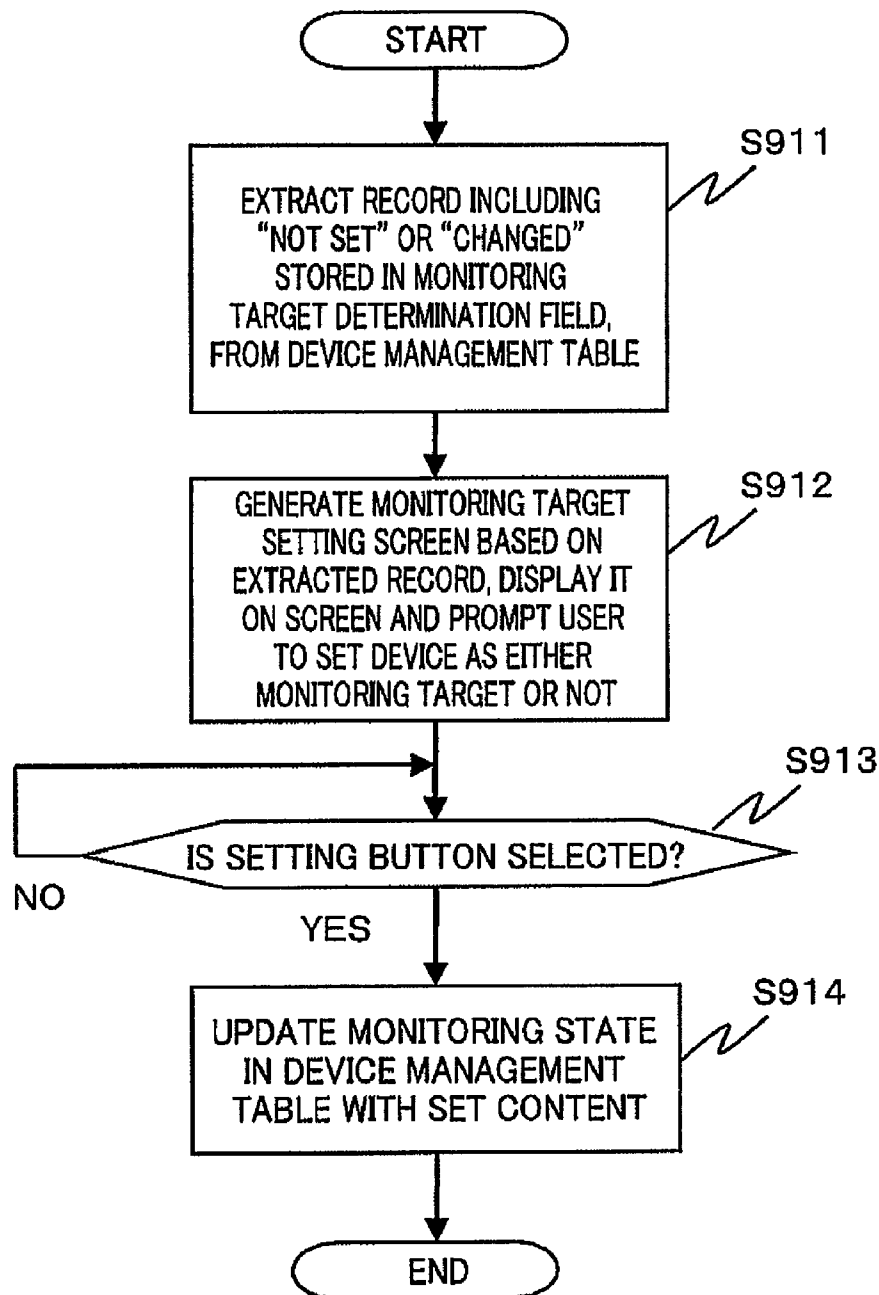 START
S911
EXTRACT RECORD INCLUDING
“NOT SET” OR “CHANGED”
STORED IN MONITORING
TARGET DETERMINATION FIELD,
FROM DEVICE MANAGEMENT TABLE
S912
GENERATE MONITORING TARGET
SETTING SCREEN BASED ON
EXTRACTED RECORD, DISPLAY IT
ON SCREEN AND PROMPT USER
TO SET DEVICE AS EITHER
MONITORING TARGET OR NOT
S913
IS SETTING BUTTON SELECTED?
NO
YES
S914
UPDATE MONITORING STATE
IN DEVICE MANAGEMENT
TABLE WITH SET CONTENT
END